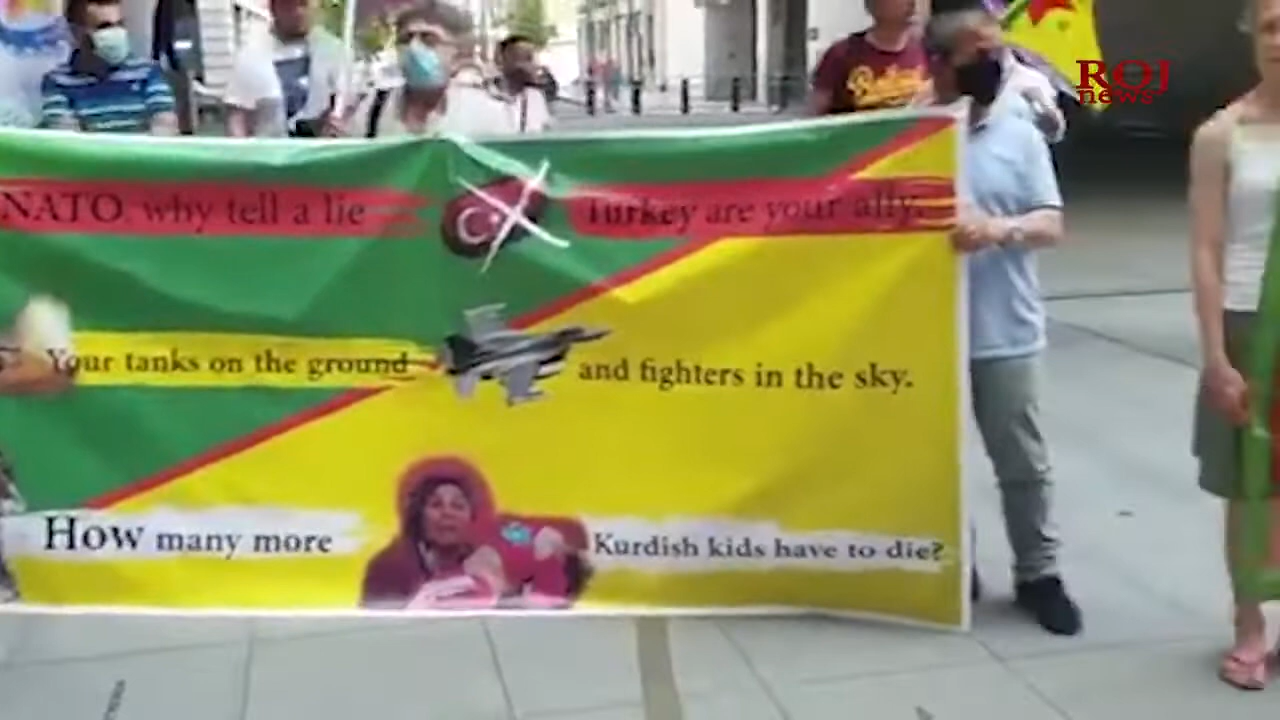 ROJ
news
NATO, why tell a lie Turkey are your ally.
Your tanks on the ground and fighters in the sky.
How many more Kurdish kids have to die?